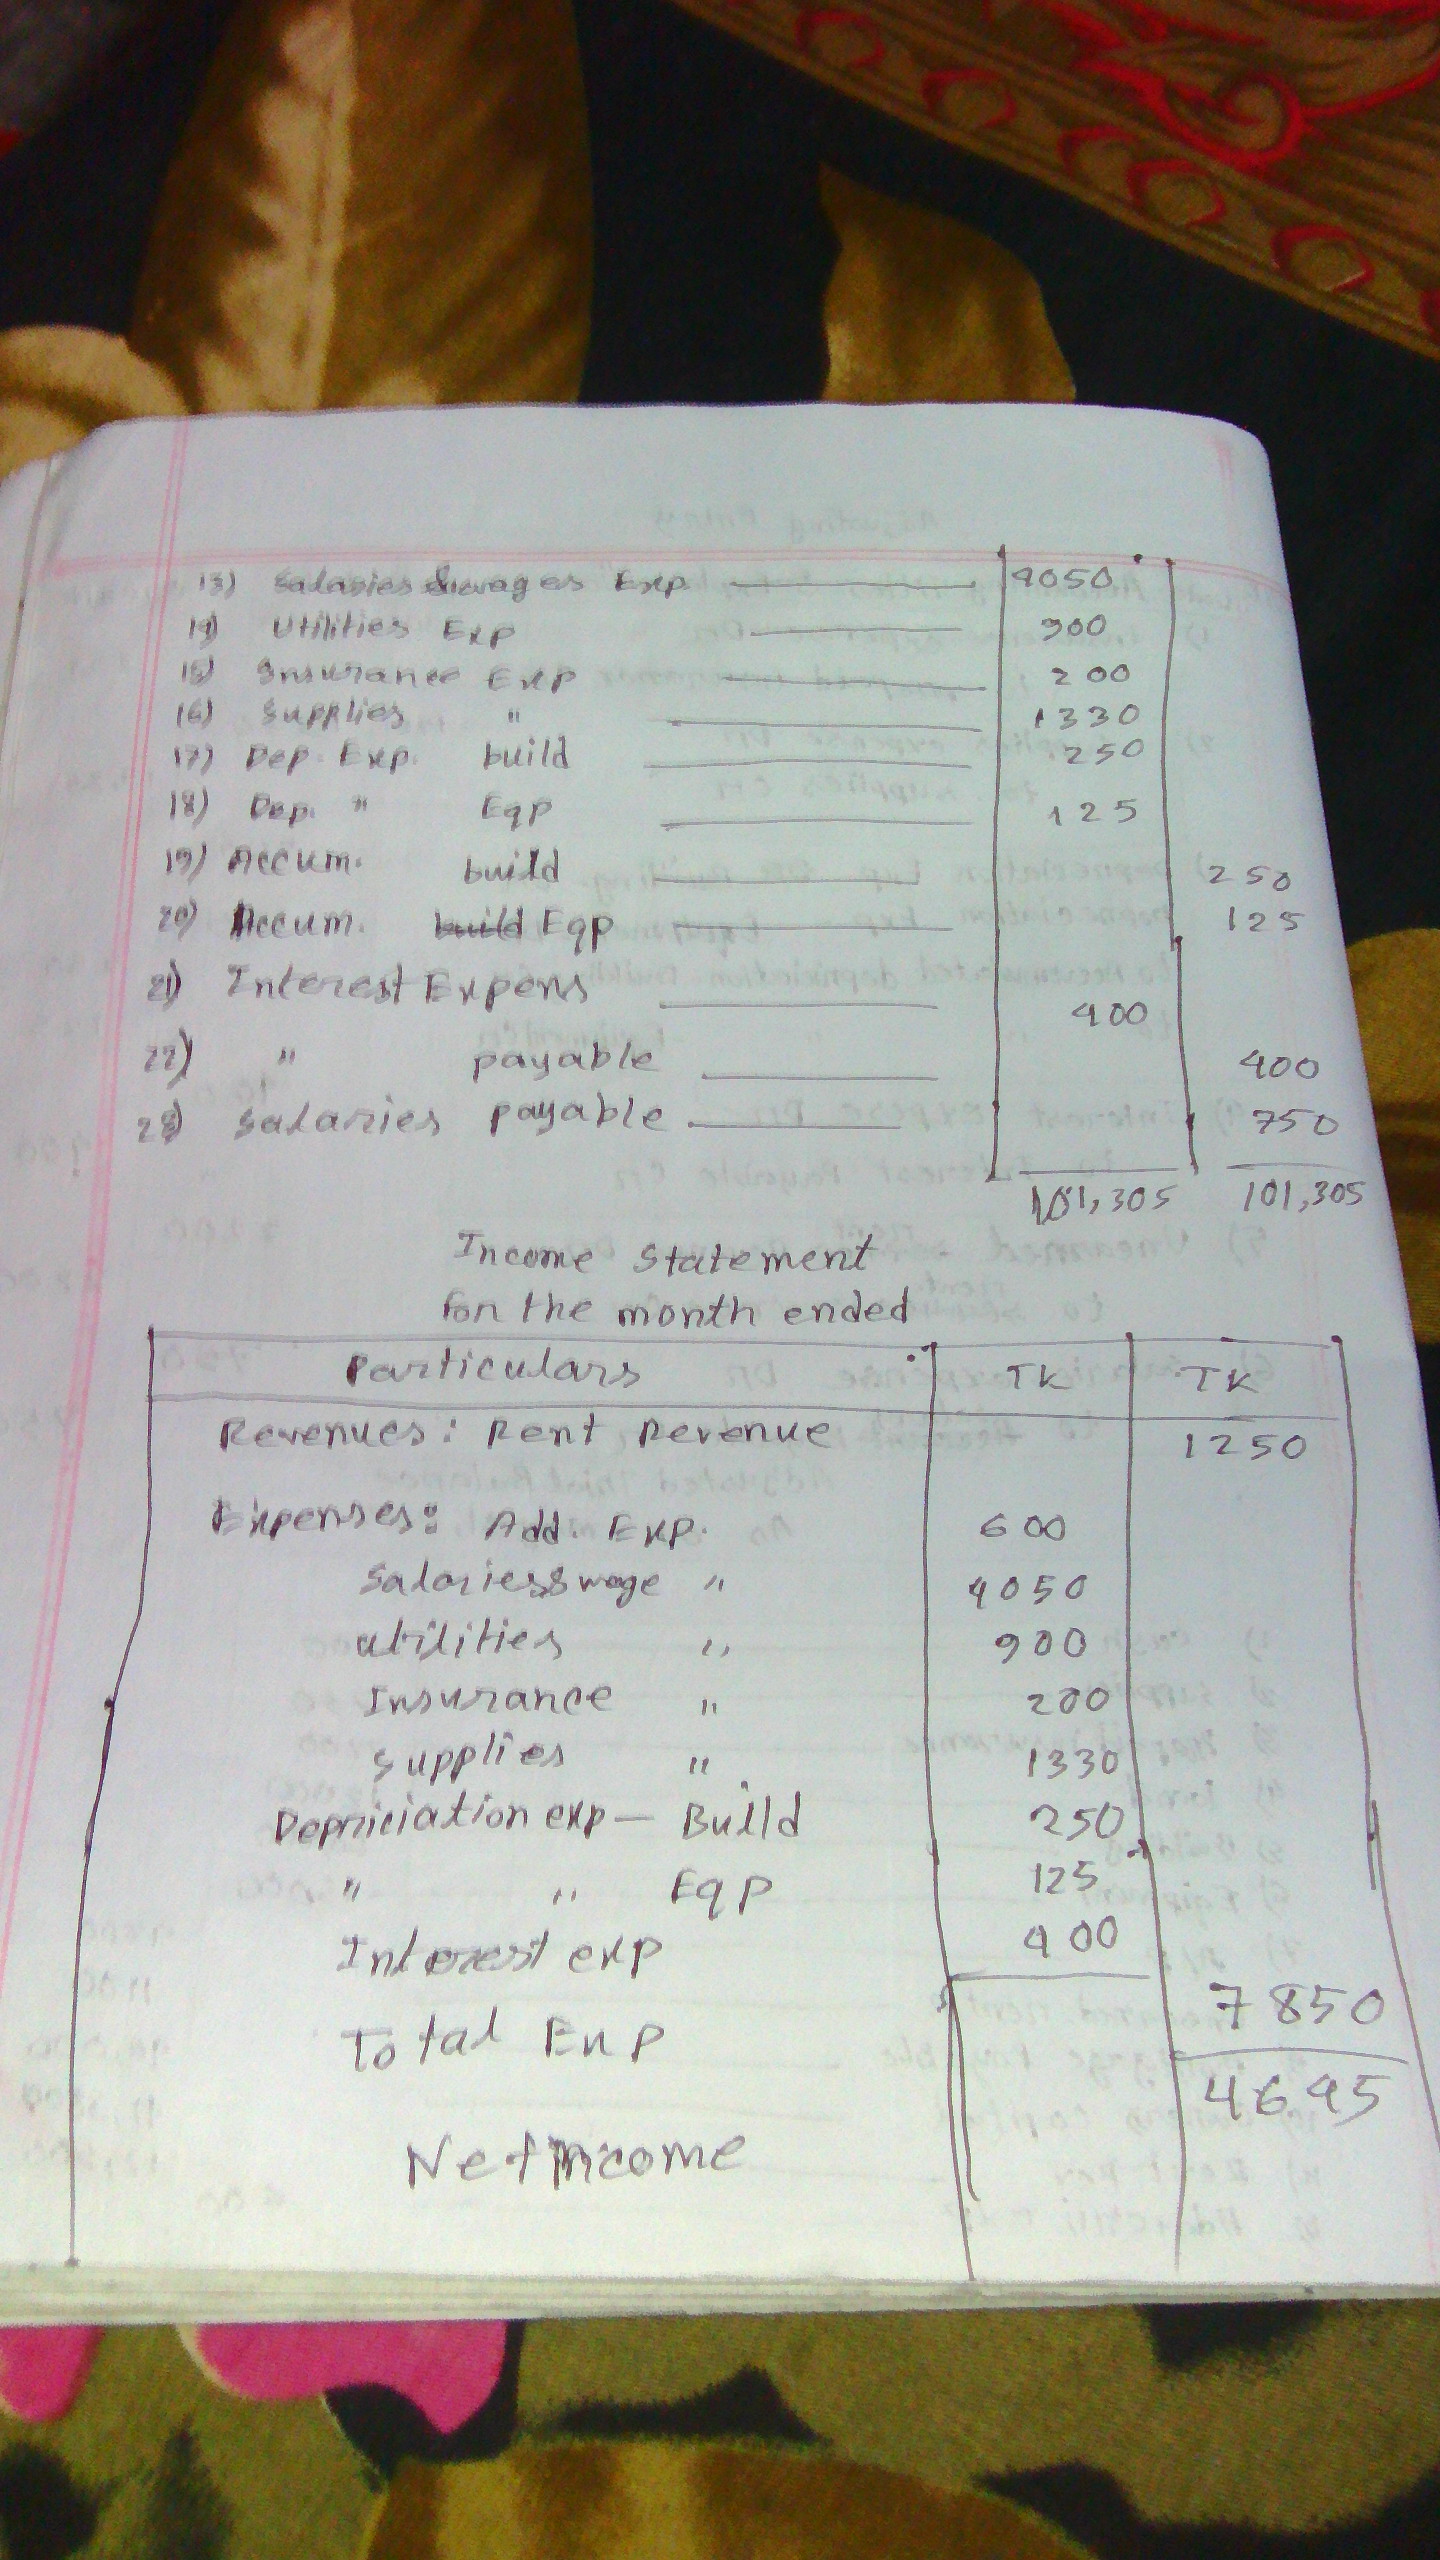 13) Salaries & wages Exp 4050
14) Utilities Exp 900
15) Insurance Exp 200
16) Supplies " 1330
17) Dep. Exp. build 250
18) Dep. " Eqp 125
19) Accum. build 250
20) Accum. build Eqp 125
21) Interest Expens 400
22) " payable 400
23) Salaries payable 750
101,305 101,305
Income Statement
For the month ended
Particulars TK TK
Revenues: Rent Revenue 1250
Expenses: Add. Exp. 600
Salaries & wage " 4050
utilities " 900
Insurance " 200
Supplies " 1330
Depriciation exp — Build 250
" " Eqp 125
Interest exp 400
Total Exp 7850
Net income 4695